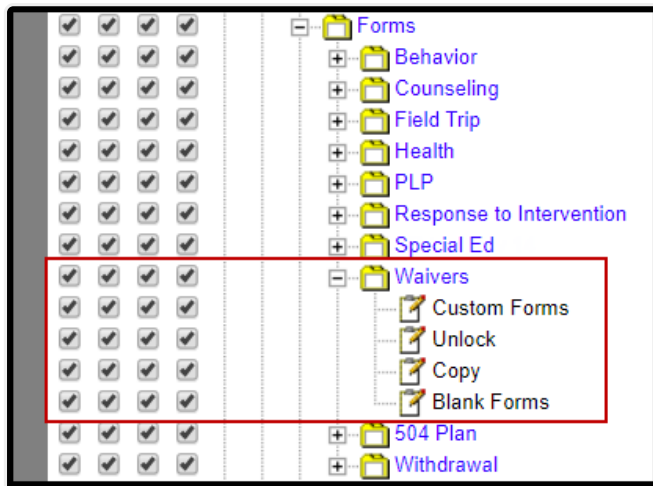 Forms
Behavior
Counseling
Field Trip
Health
PLP
Response to Intervention
Special Ed
Waivers
Custom Forms
Unlock
Copy
Blank Forms
504 Plan
Withdrawal